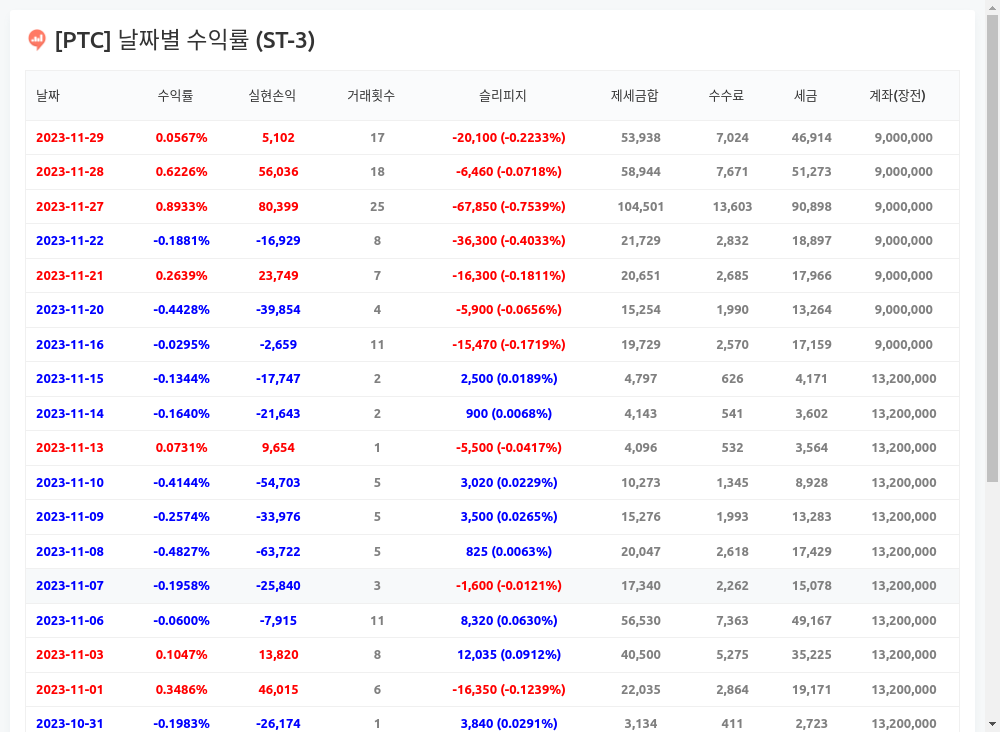 [PTC] 날짜별 수익률 (ST-3)
날짜 수익률 실현손익 거래횟수 슬리피지 제세금합 수수료 세금 계좌(장전)
2023-11-29 0.0567% 5,102 17 -20,100 (-0.2233%) 53,938 7,024 46,914 9,000,000
2023-11-28 0.6226% 56,036 18 -6,460 (-0.0718%) 58,944 7,671 51,273 9,000,000
2023-11-27 0.8933% 80,399 25 -67,850 (-0.7539%) 104,501 13,603 90,898 9,000,000
2023-11-22 -0.1881% -16,929 8 -36,300 (-0.4033%) 21,729 2,832 18,897 9,000,000
2023-11-21 0.2639% 23,749 7 -16,300 (-0.1811%) 20,651 2,685 17,966 9,000,000
2023-11-20 -0.4428% -39,854 4 -5,900 (-0.0656%) 15,254 1,990 13,264 9,000,000
2023-11-16 -0.0295% -2,659 11 -15,470 (-0.1719%) 19,729 2,570 17,159 9,000,000
2023-11-15 -0.1344% -17,747 2 2,500 (0.0189%) 4,797 626 4,171 13,200,000
2023-11-14 -0.1640% -21,643 2 900 (0.0068%) 4,143 541 3,602 13,200,000
2023-11-13 0.0731% 9,654 1 -5,500 (-0.0417%) 4,096 532 3,564 13,200,000
2023-11-10 -0.4144% -54,703 5 3,020 (0.0229%) 10,273 1,345 8,928 13,200,000
2023-11-09 -0.2574% -33,976 5 3,500 (0.0265%) 15,276 1,993 13,283 13,200,000
2023-11-08 -0.4827% -63,722 5 825 (0.0063%) 20,047 2,618 17,429 13,200,000
2023-11-07 -0.1958% -25,840 3 -1,600 (-0.0121%) 17,340 2,262 15,078 13,200,000
2023-11-06 -0.0600% -7,915 11 8,320 (0.0630%) 56,530 7,363 49,167 13,200,000
2023-11-03 0.1047% 13,820 8 12,035 (0.0912%) 40,500 5,275 35,225 13,200,000
2023-11-01 0.3486% 46,015 6 -16,350 (-0.1239%) 22,035 2,864 19,171 13,200,000
2023-10-31 -0.1983% -26,174 1 3,840 (0.0291%) 3,134 411 2,723 13,200,000